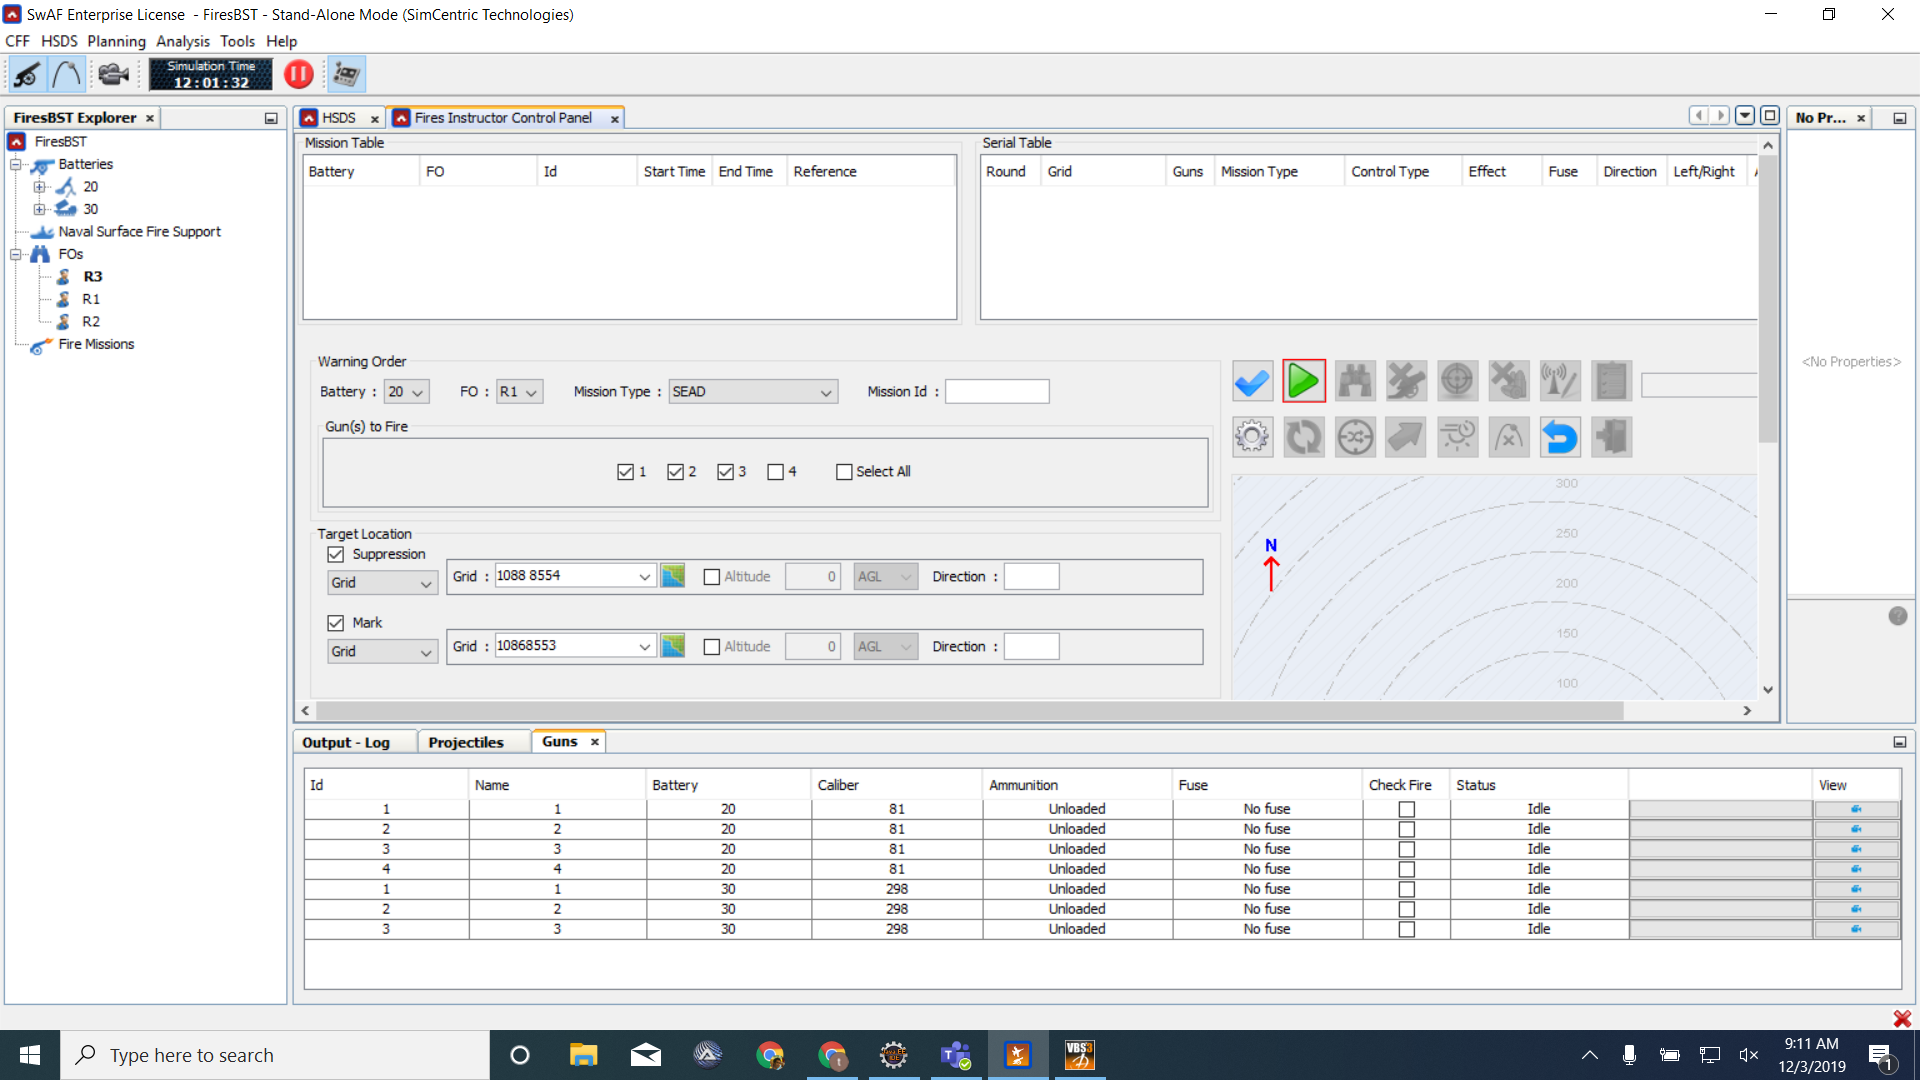 SwAF Enterprise License - FiresBST - Stand-Alone Mode (SimCentric Technologies)
CFF HSDS Planning Analysis Tools Help
Simulation Time
12:01:32
FiresBST Explorer
FiresBST
Batteries
20
30
Naval Surface Fire Support
FOs
R3
R1
R2
Fire Missions
HSDS Fires Instructor Control Panel
Mission Table
Battery FO Id Start Time End Time Reference
Serial Table
Round Grid Guns Mission Type Control Type Effect Fuse Direction Left/Right
Warning Order
Battery : 20 FO : R1 Mission Type : SEAD Mission Id :
Gun(s) to Fire
1 2 3 4 Select All
Target Location
Suppression
Grid Grid : 1088 8554 Altitude 0 AGL Direction :
Mark
Grid Grid : 10868553 Altitude 0 AGL Direction :
N
300
250
200
150
100
No Pr...
<No Properties>
Output - Log Projectiles Guns
Id Name Battery Caliber Ammunition Fuse Check Fire Status View
1 1 20 81 Unloaded No fuse Idle
2 2 20 81 Unloaded No fuse Idle
3 3 20 81 Unloaded No fuse Idle
4 4 20 81 Unloaded No fuse Idle
1 1 30 298 Unloaded No fuse Idle
2 2 30 298 Unloaded No fuse Idle
3 3 30 298 Unloaded No fuse Idle
Type here to search
VBS3
9:11 AM
12/3/2019
1